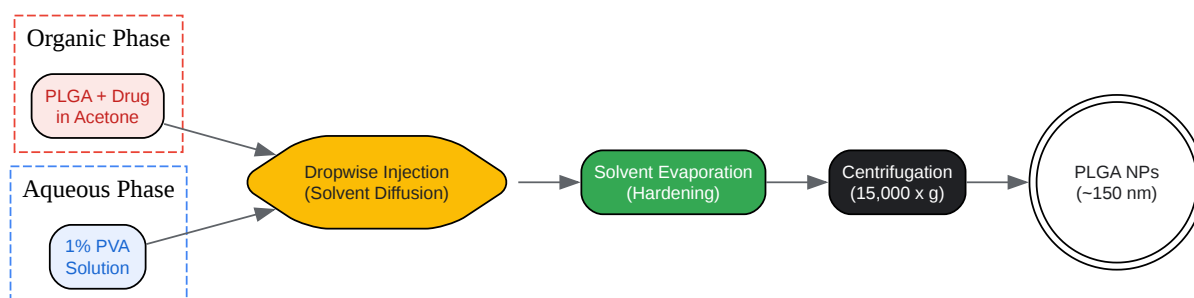 Organic Phase
PLGA + Drug
in Acetone
Aqueous Phase
1% PVA
Solution
Dropwise Injection
(Solvent Diffusion)
Solvent Evaporation
(Hardening)
Centrifugation
(15,000 x g)
PLGA NPs
(~150 nm)